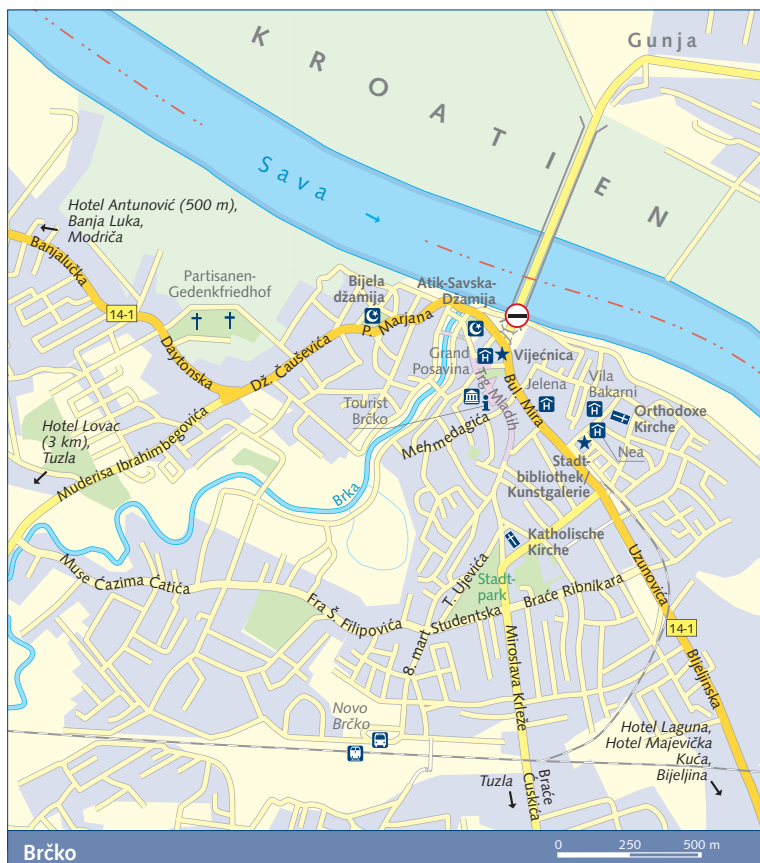 Gunja
KROATIEN
Sava
Hotel Antunović (500 m),
Banja Luka,
Modriča
Banjalučka
14-1
Partisanen-
Gedenkfriedhof
Bijela
džamija
Atik-Savska-
Džamija
P. Marjana
Daytonska
Dž. Čauševića
Grand
Posavina
Vijećnica
Trg Mladih
Bul. Mira
Jelena
Vila
Bakarni
Orthodoxe
Kirche
Nea
Tourist
Brčko
Mehmedagića
Hotel Lovac
(3 km),
Tuzla
Muderisa Ibrahimbegovića
Stadt-
bibliothek/
Kunstgalerie
Brka
Katholische
Kirche
Uzunovića
Muse Ćazima Ćatića
Fra Š. Filipovića
T. Ujevića
Stadt-
park
Braće Ribnikara
Studentska
8. mart
14-1
Miroslava Krleže
Bijeljinska
Novo
Brčko
Hotel Laguna,
Hotel Majevička
Kuća,
Bijeljina
Tuzla
Braće
Ćuskića
Brčko
0 250 500 m